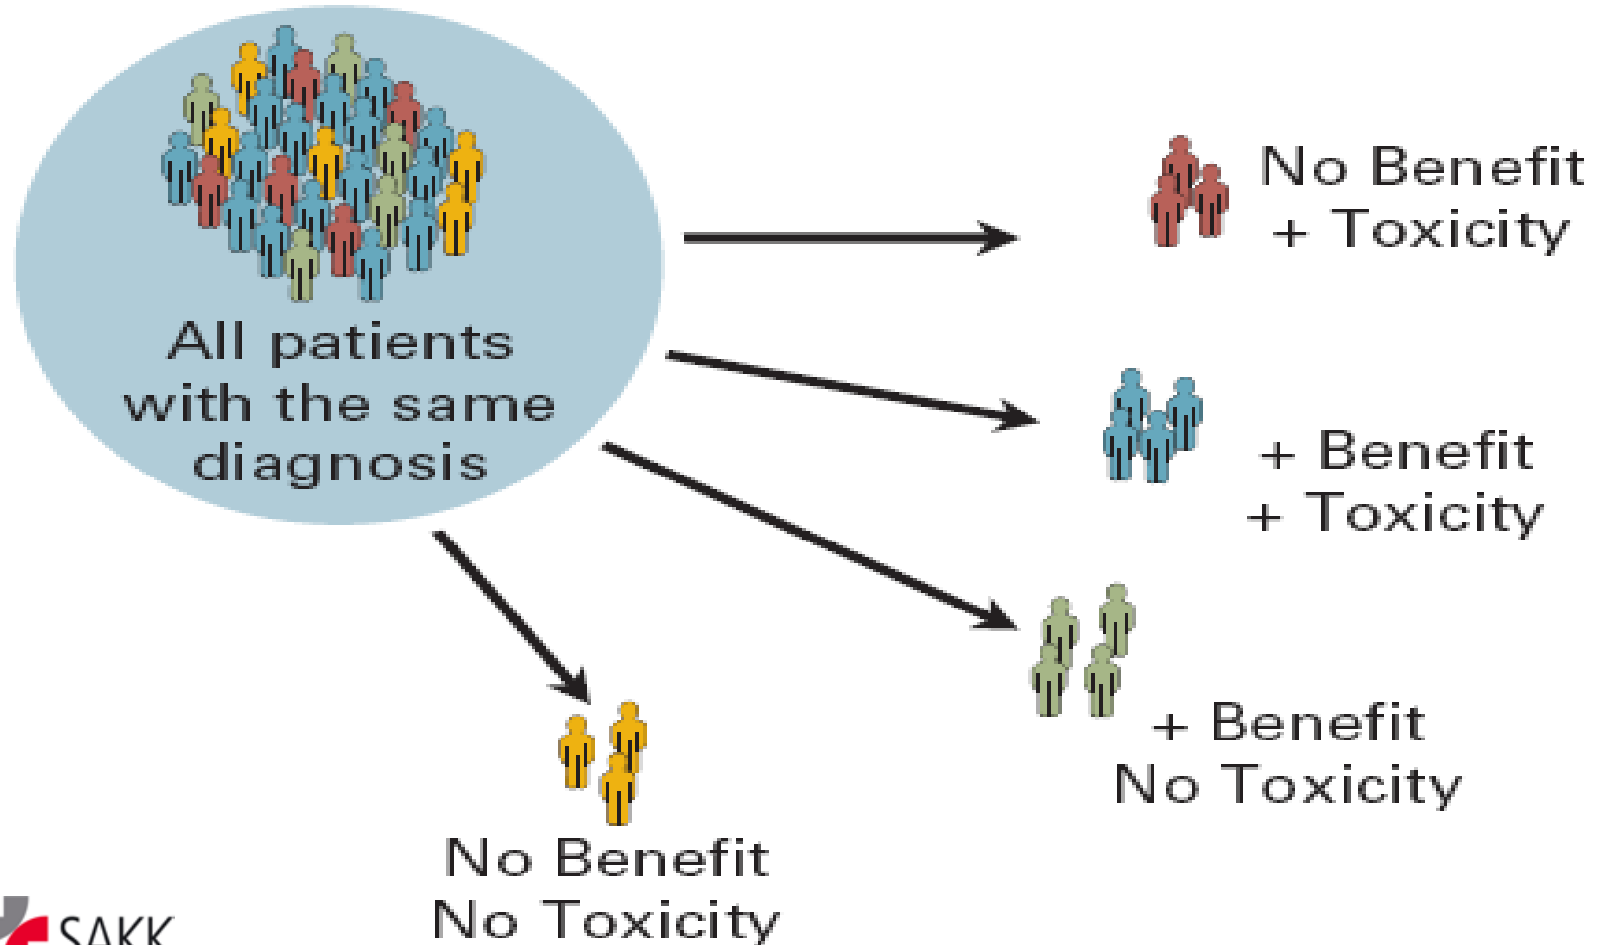 All patients
with the same
diagnosis
No Benefit
+ Toxicity
+ Benefit
+ Toxicity
+ Benefit
No Toxicity
No Benefit
No Toxicity
SAKK